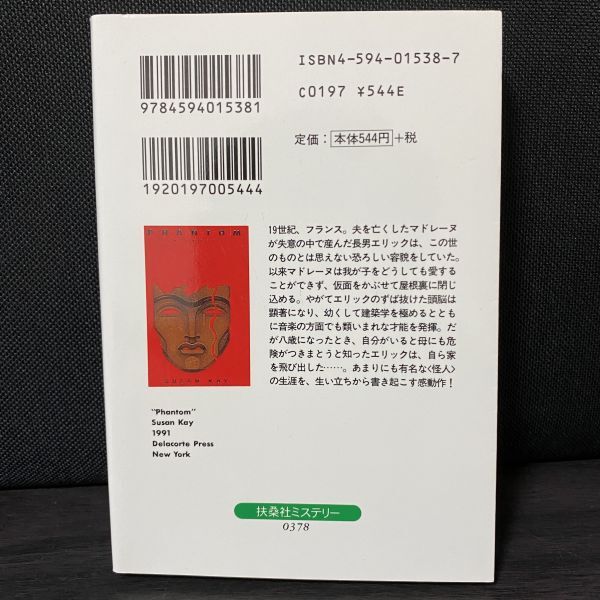 ISBN4-594-01538-7
C0197 ¥544E
9784594015381
定価：本体544円+税
1920197005444
PHANTOM
SUSAN KAY
19世紀、フランス。夫を亡くしたマドレーヌ
が失意の中で産んだ長男エリックは、この世
のものとは思えない恐ろしい容貌をしていた。
以来マドレーヌは我が子をどうしても愛する
ことができず、仮面をかぶせて屋根裏に閉じ
込める。やがてエリックのずば抜けた頭脳は
顕著になり、幼くして建築学を極めるととも
に音楽の方面でも類いまれな才能を発揮。だ
が八歳になったとき、自分がいると母にも危
険がつきまとうと知ったエリックは、自ら家
を飛び出した……。あまりにも有名な〈怪人〉
の生涯を、生い立ちから書き起こす感動作！
"Phantom"
Susan Kay
1991
Delacorte Press
New York
扶桑社ミステリー
0378